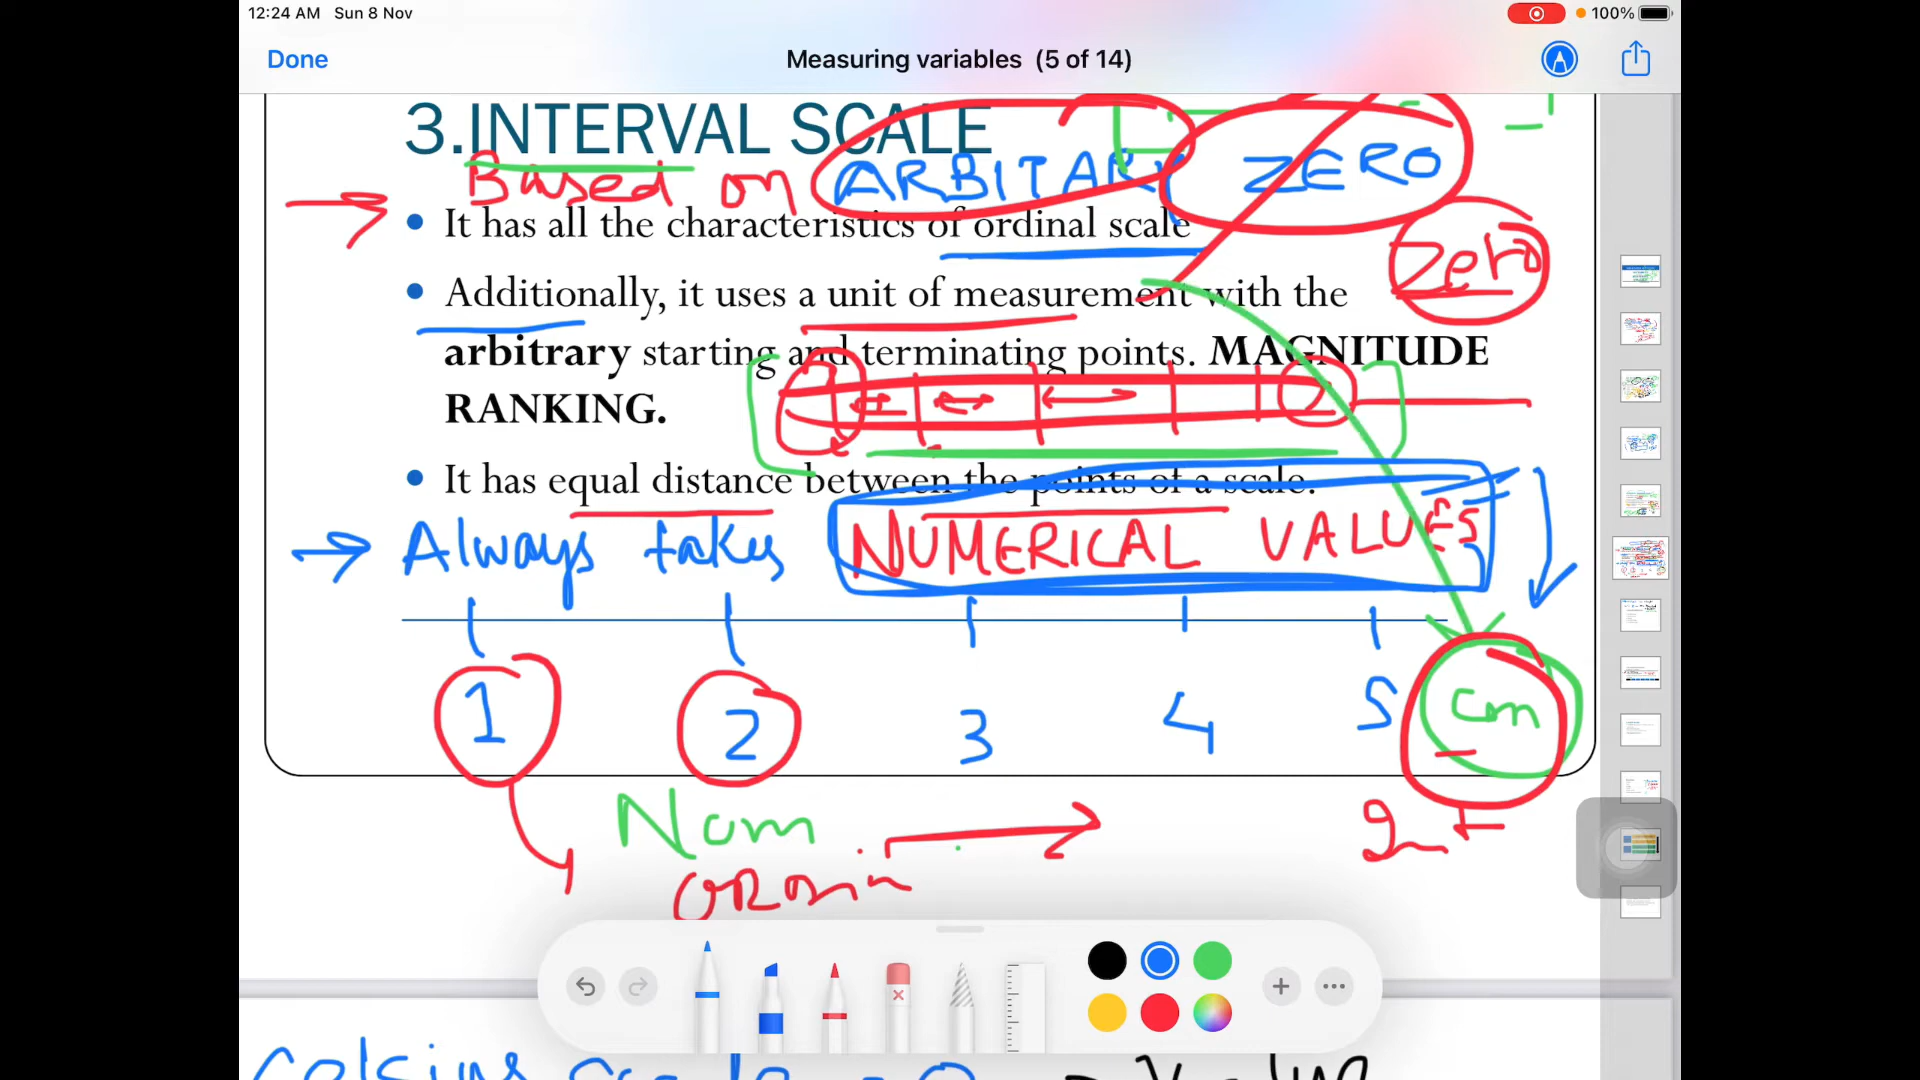 12:24 AM Sun 8 Nov 100%
Done Measuring variables (5 of 14)
3.INTERVAL SCALE
Based on ARBITARY ZERO
• It has all the characteristics of ordinal scale
Zero
• Additionally, it uses a unit of measurement with the
arbitrary starting and terminating points. MAGNITUDE
RANKING.
• It has equal distance between the points of a scale.
Always takes NUMERICAL VALUES
1 2 3 4 5 cm
Nom